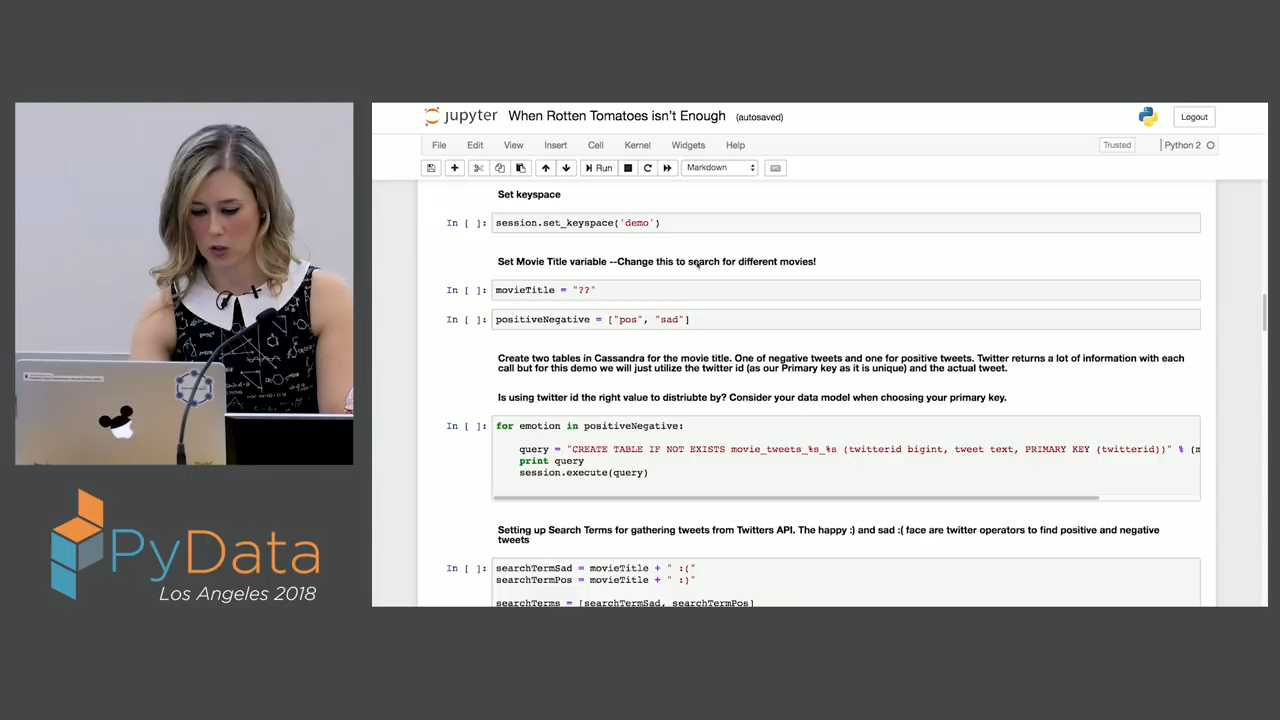 jupyter When Rotten Tomatoes isn't Enough (autosaved) Logout
File Edit View Insert Cell Kernel Widgets Help Trusted Python 2
Run Markdown
Set keyspace
In [ ]: session.set_keyspace('demo')
Set Movie Title variable --Change this to search for different movies!
In [ ]: movieTitle = "??"
In [ ]: positiveNegative = ["pos", "sad"]
Create two tables in Cassandra for the movie title. One of negative tweets and one for positive tweets. Twitter returns a lot of information with each
call but for this demo we will just utilize the twitter id (as our Primary key as it is unique) and the actual tweet.
Is using twitter id the right value to distriubte by? Consider your data model when choosing your primary key.
In [ ]: for emotion in positiveNegative:
query = "CREATE TABLE IF NOT EXISTS movie_tweets_%s_%s (twitterid bigint, tweet text, PRIMARY KEY (twitterid))" % (m
print query
session.execute(query)
Setting up Search Terms for gathering tweets from Twitters API. The happy :) and sad :( face are twitter operators to find positive and negative
tweets
In [ ]: searchTermSad = movieTitle + " :("
searchTermPos = movieTitle + " :)"
searchTerms = [searchTermSad, searchTermPos]
PyData
Los Angeles 2018